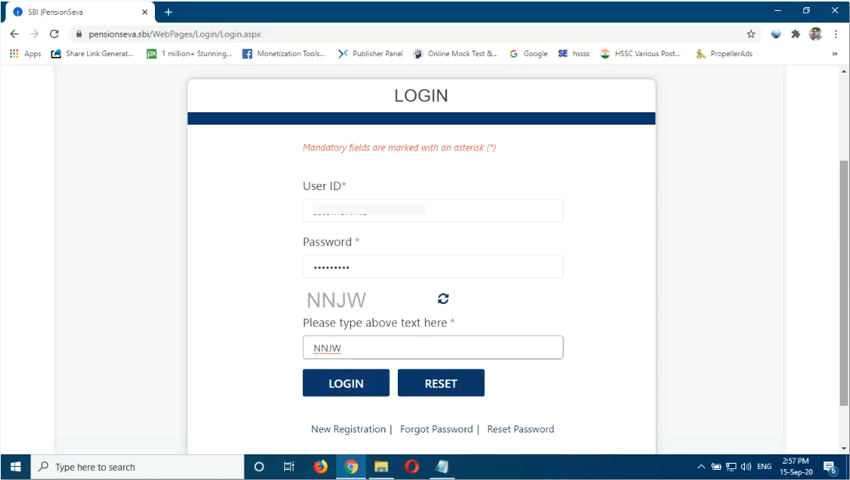 SBI |PensionSeva
pensionseva.sbi/WebPages/Login/Login.aspx
Apps
Share Link Generat...
1 million+ Stunning...
Monetization Tools...
Publisher Panel
Online Mock Test &...
Google
SE hssss
HSSC Various Post...
PropellerAds
»
LOGIN
Mandatory fields are marked with an asterisk (*)
User ID*
Password *
•••••••••
NNJW
Please type above text here *
NNJW
LOGIN RESET
New Registration | Forgot Password | Reset Password
Type here to search
ENG
2:57 PM
15-Sep-20
6